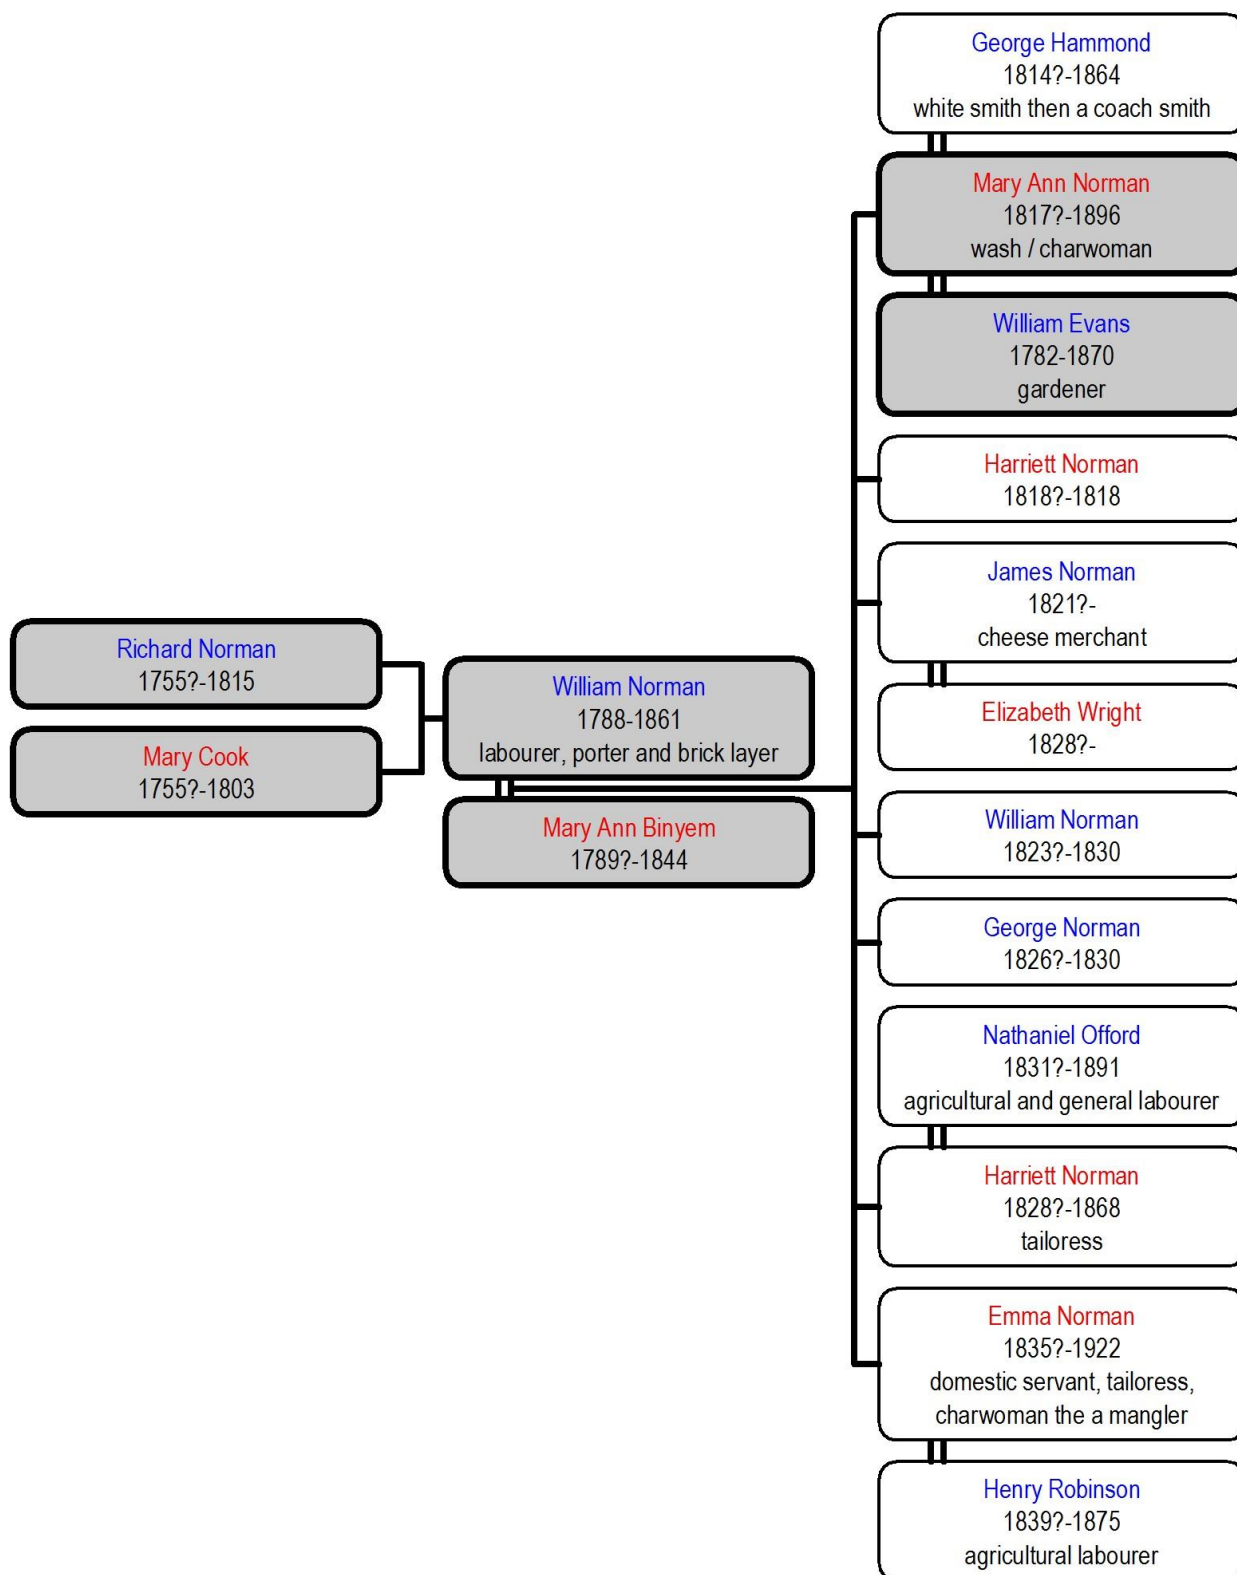 George Hammond
1814?-1864
white smith then a coach smith
Mary Ann Norman
1817?-1896
wash / charwoman
William Evans
1782-1870
gardener
Harriett Norman
1818?-1818
James Norman
1821?-
cheese merchant
Richard Norman
1755?-1815
William Norman
1788-1861
labourer, porter and brick layer
Elizabeth Wright
1828?-
Mary Cook
1755?-1803
Mary Ann Binyem
1789?-1844
William Norman
1823?-1830
George Norman
1826?-1830
Nathaniel Offord
1831?-1891
agricultural and general labourer
Harriett Norman
1828?-1868
tailoress
Emma Norman
1835?-1922
domestic servant, tailoress,
charwoman the a mangler
Henry Robinson
1839?-1875
agricultural labourer